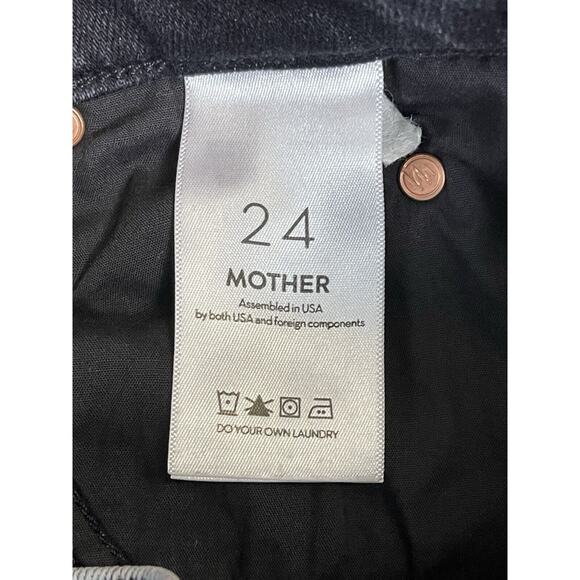 24
MOTHER
Assembled in USA
by both USA and foreign components
DO YOUR OWN LAUNDRY